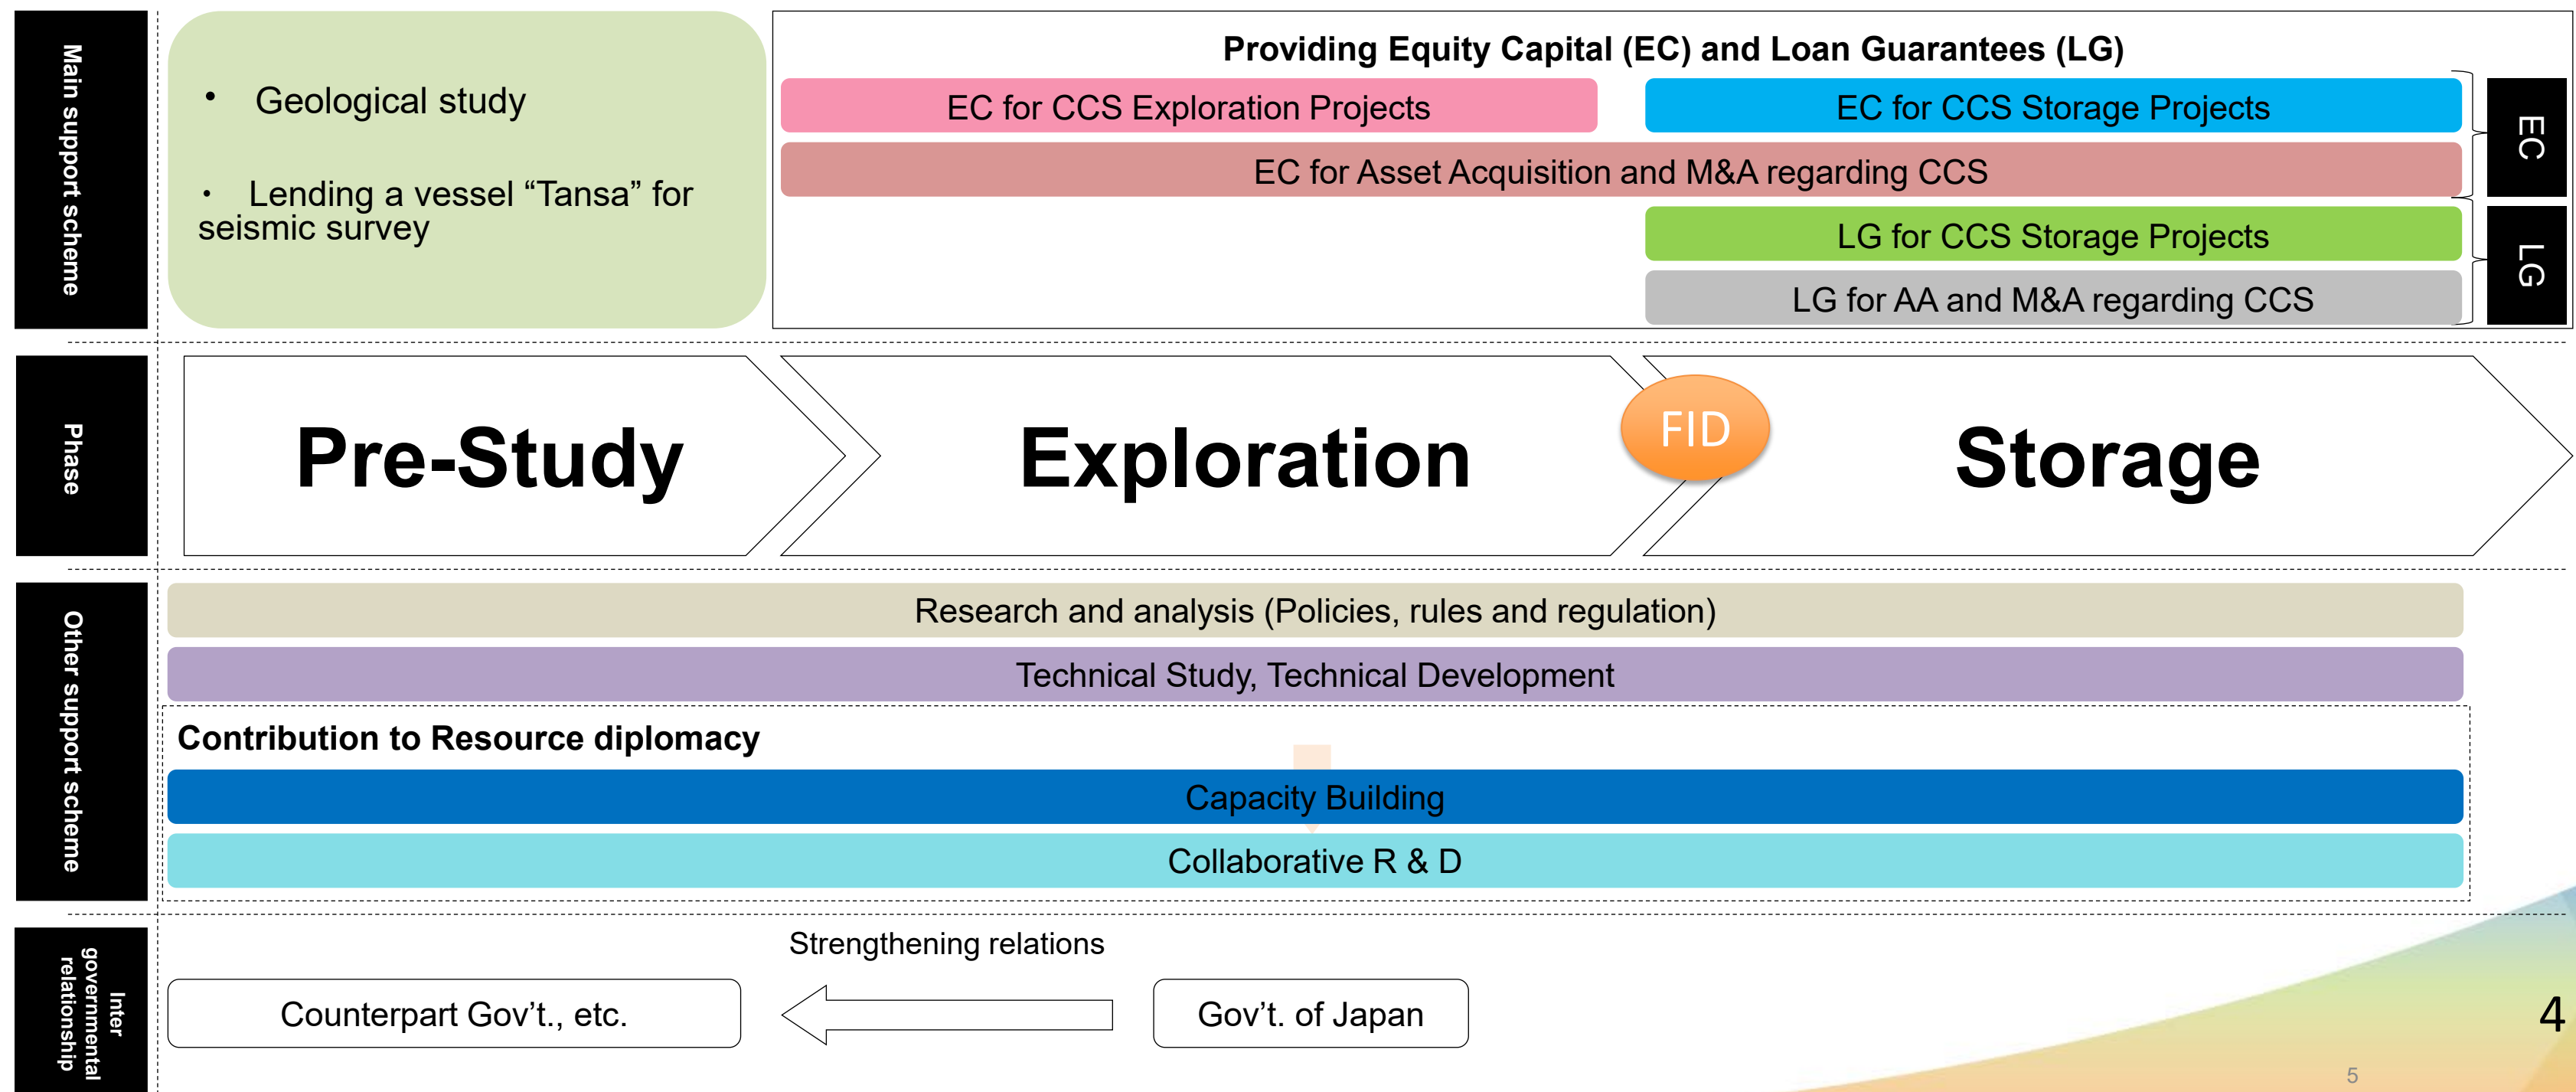 Main support scheme
• Geological study
・ Lending a vessel “Tansa” for
seismic survey
Providing Equity Capital (EC) and Loan Guarantees (LG)
EC for CCS Exploration Projects
EC for CCS Storage Projects
EC for Asset Acquisition and M&A regarding CCS
LG for CCS Storage Projects
LG for AA and M&A regarding CCS
EC
LG
Phase
Pre-Study
Exploration
FID
Storage
Other support scheme
Research and analysis (Policies, rules and regulation)
Technical Study, Technical Development
Contribution to Resource diplomacy
Capacity Building
Collaborative R & D
Inter
governmental
relationship
Strengthening relations
Counterpart Gov’t., etc.
Gov’t. of Japan
4
5